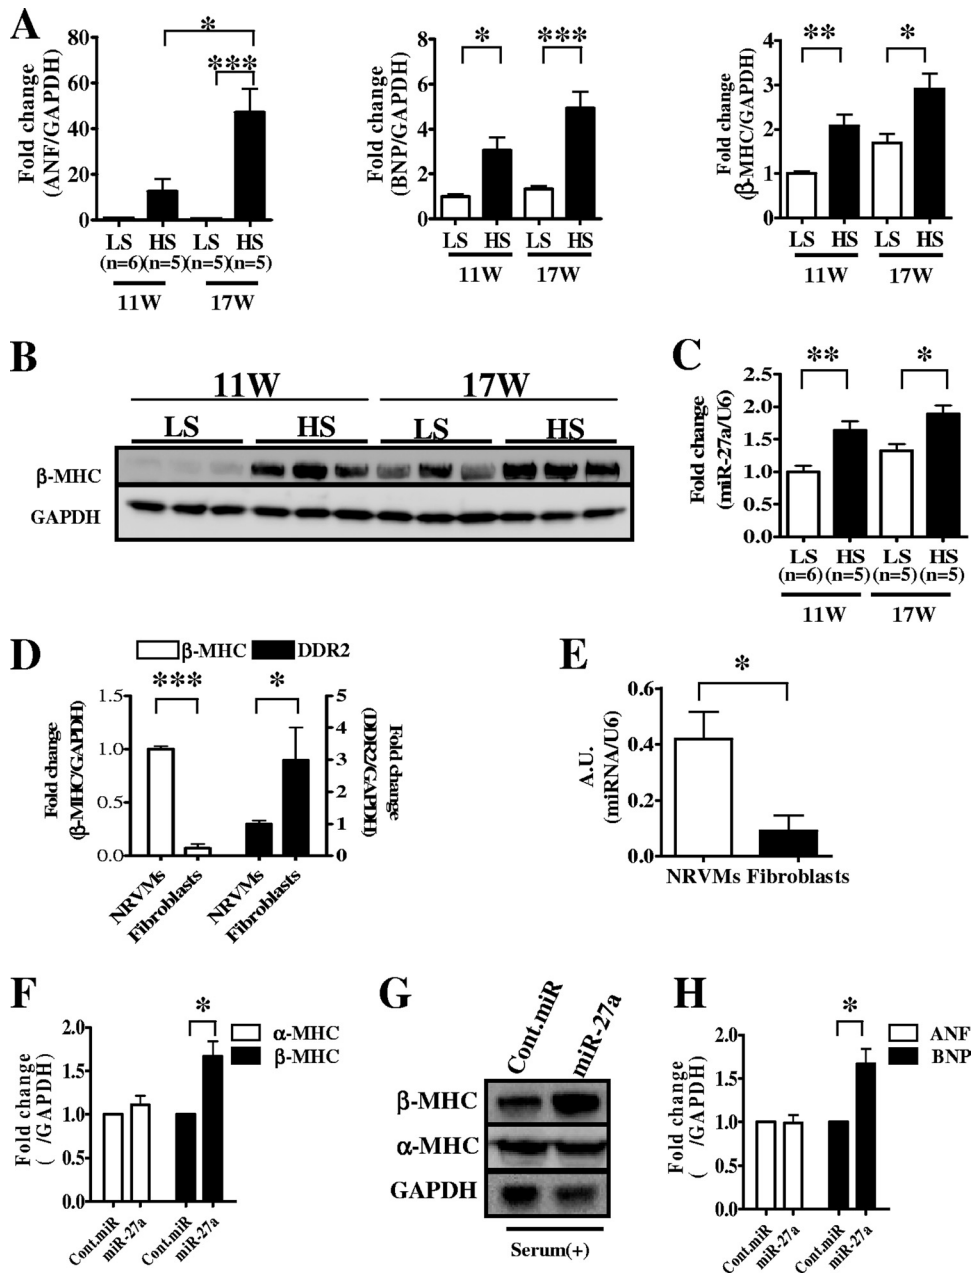 A
Fold change
(ANF/GAPDH)
80
60
40
20
0
*
***
LS HS LS HS
(n=6)(n=5)(n=5)(n=5)
11W 17W
Fold change
(BNP/GAPDH)
8
6
4
2
0
* ***
LS HS LS HS
11W 17W
Fold change
(β-MHC/GAPDH)
4
3
2
1
0
** *
LS HS LS HS
11W 17W
B
11W 17W
LS HS LS HS
β-MHC
GAPDH
C
Fold change
(miR-27a/U6)
2.5
2.0
1.5
1.0
0.5
0.0
** *
LS HS LS HS
(n=6)(n=5)(n=5)(n=5)
11W 17W
D
β-MHC DDR2
*** *
Fold change
(β-MHC/GAPDH)
1.5
1.0
0.5
0.0
5
4
3
2
1
0
Fold change
(DDR2/GAPDH)
NRVMs
Fibroblasts
NRVMs
Fibroblasts
E
A.U.
(miRNA/U6)
0.6
0.4
0.2
0.0
*
NRVMs Fibroblasts
F
Fold change
( /GAPDH)
2.0
1.5
1.0
0.5
0.0
*
α-MHC
β-MHC
Cont.miR
miR-27a
Cont.miR
miR-27a
G
Cont.miR
miR-27a
β-MHC
α-MHC
GAPDH
Serum(+)
H
Fold change
( /GAPDH)
2.0
1.5
1.0
0.5
0.0
*
ANF
BNP
Cont.miR
miR-27a
Cont.miR
miR-27a